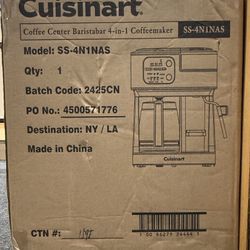 Cuisinart
Coffee Center Baristabar 4-in-1 Coffeemaker SS-4N1NAS
Model: SS-4N1NAS
Qty: 1
Batch Code: 2425CN
PO No.: 4500571776
Destination: NY / LA
Made in China
Cuisinart
CTN #: